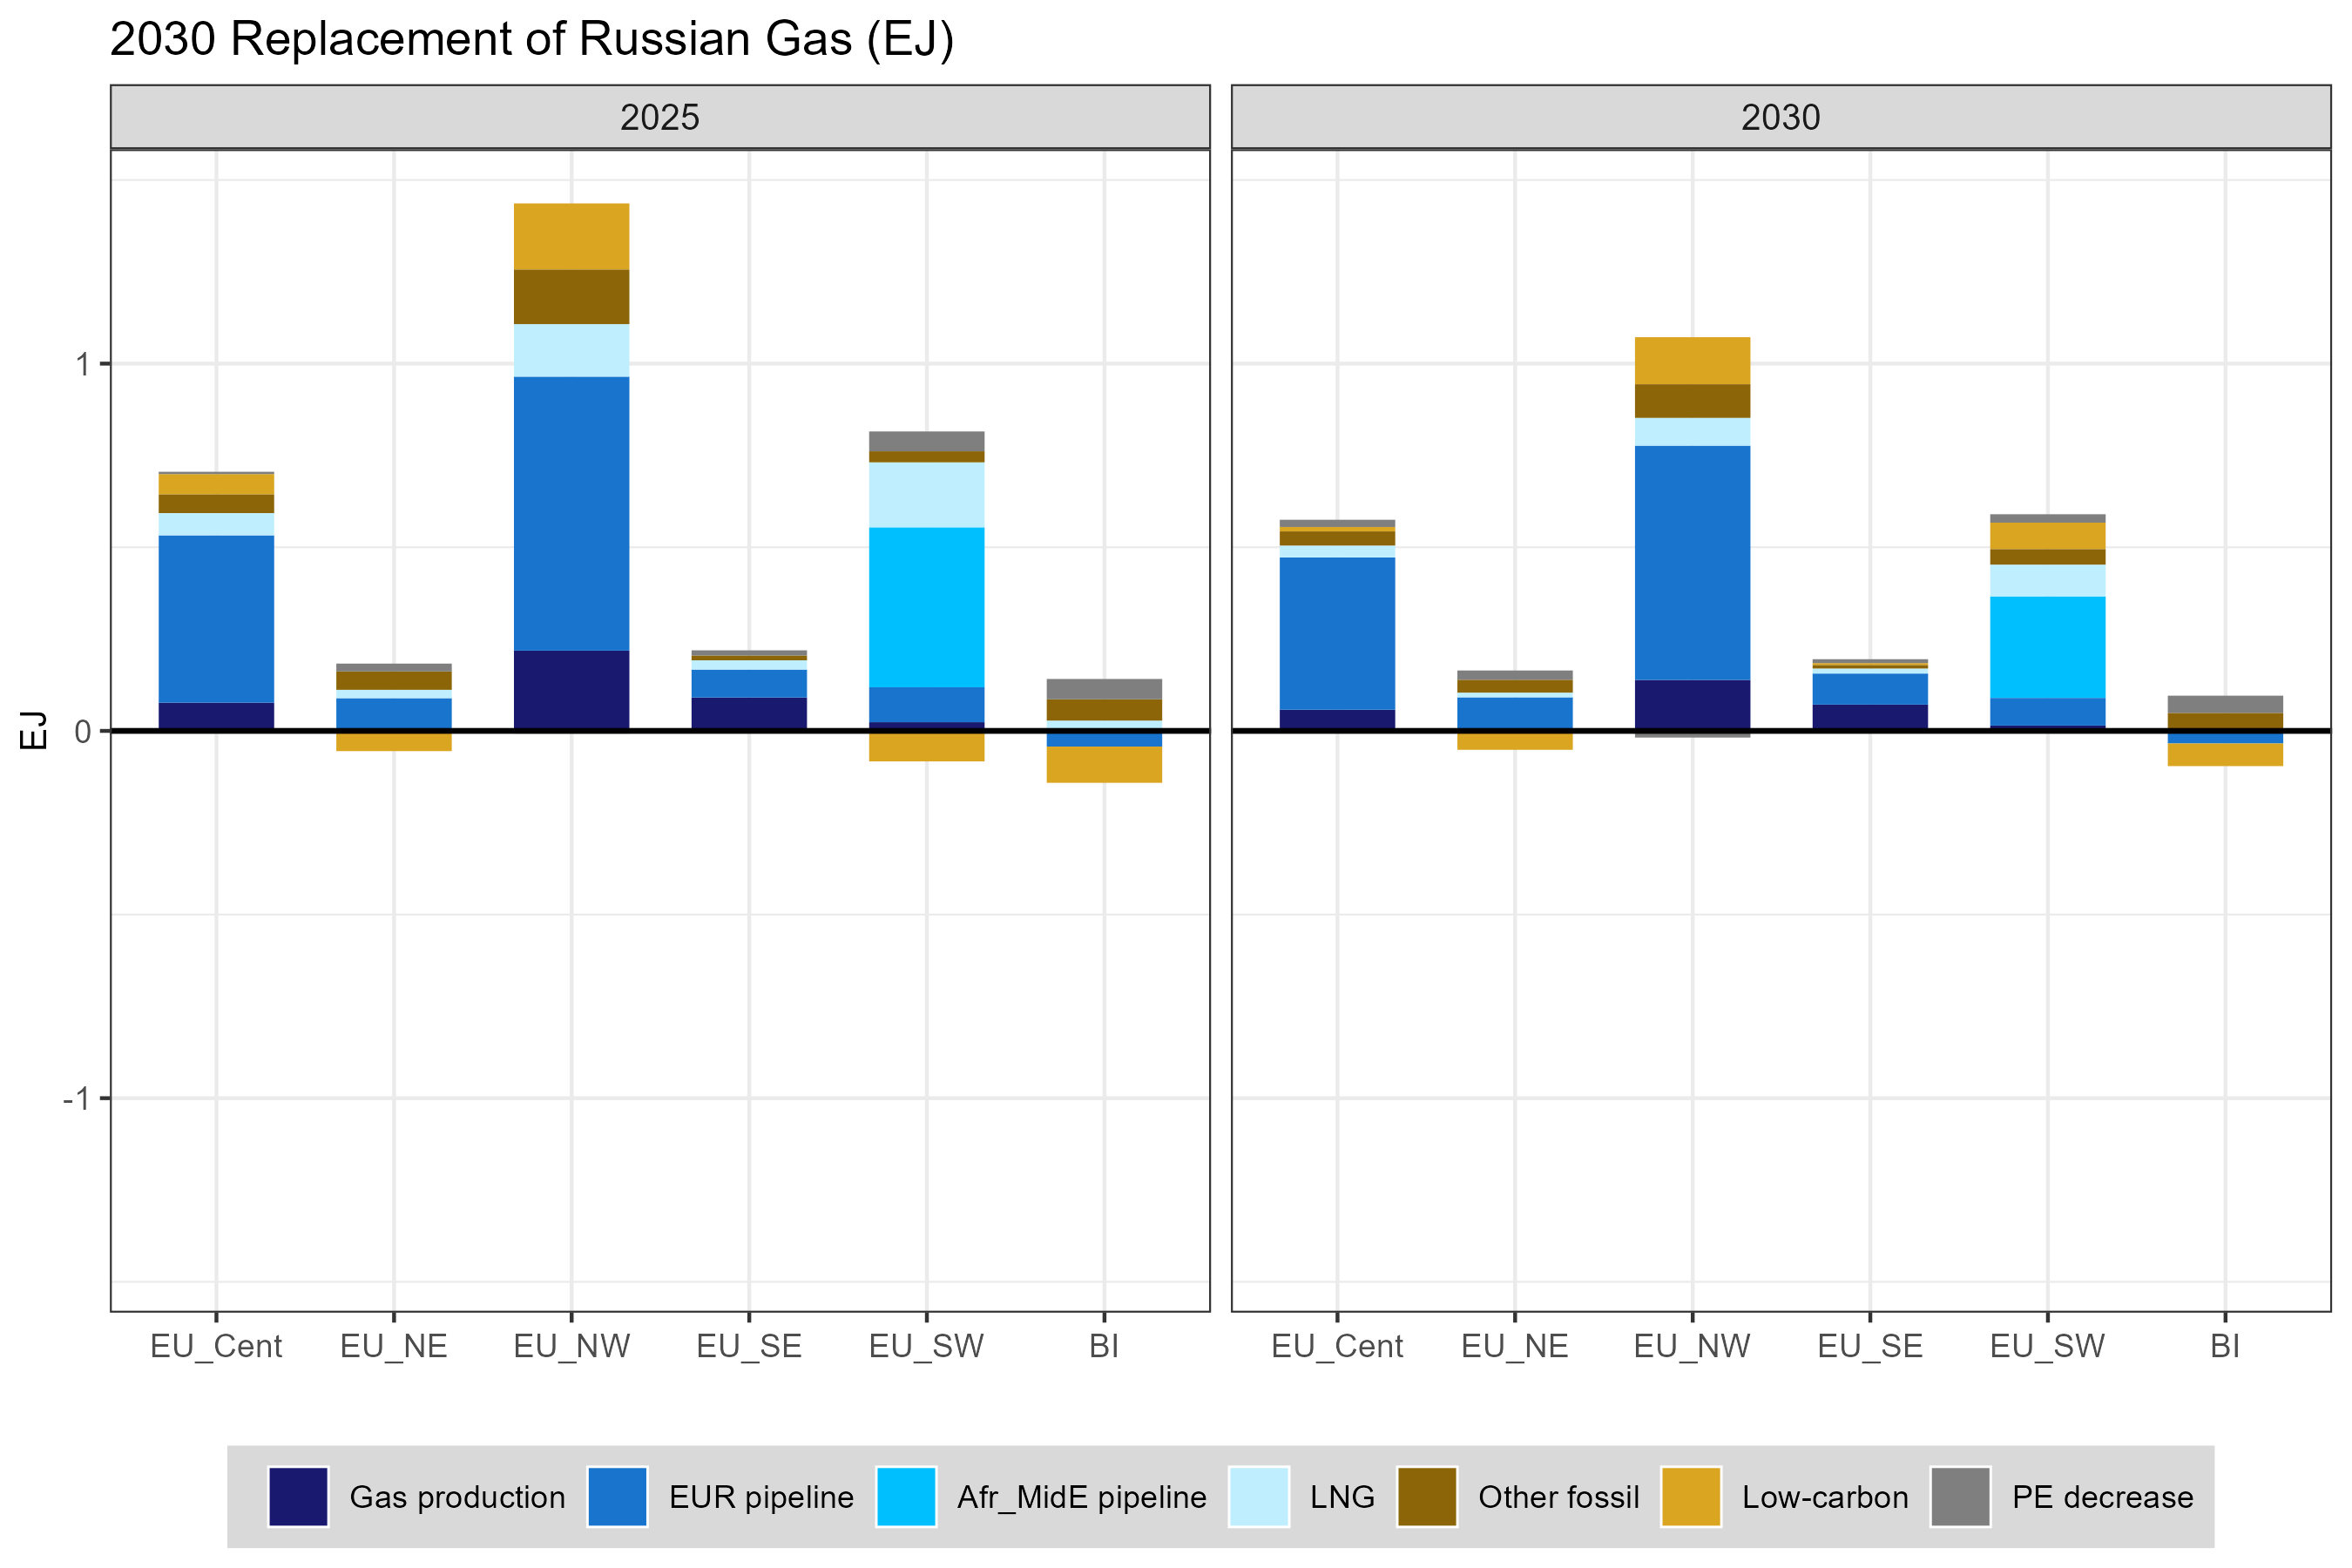 2030 Replacement of Russian Gas (EJ)
2025
2030
EJ
1
0
-1
EU_Cent EU_NE EU_NW EU_SE EU_SW BI
EU_Cent EU_NE EU_NW EU_SE EU_SW BI
Gas production EUR pipeline Afr_MidE pipeline LNG Other fossil Low-carbon PE decrease